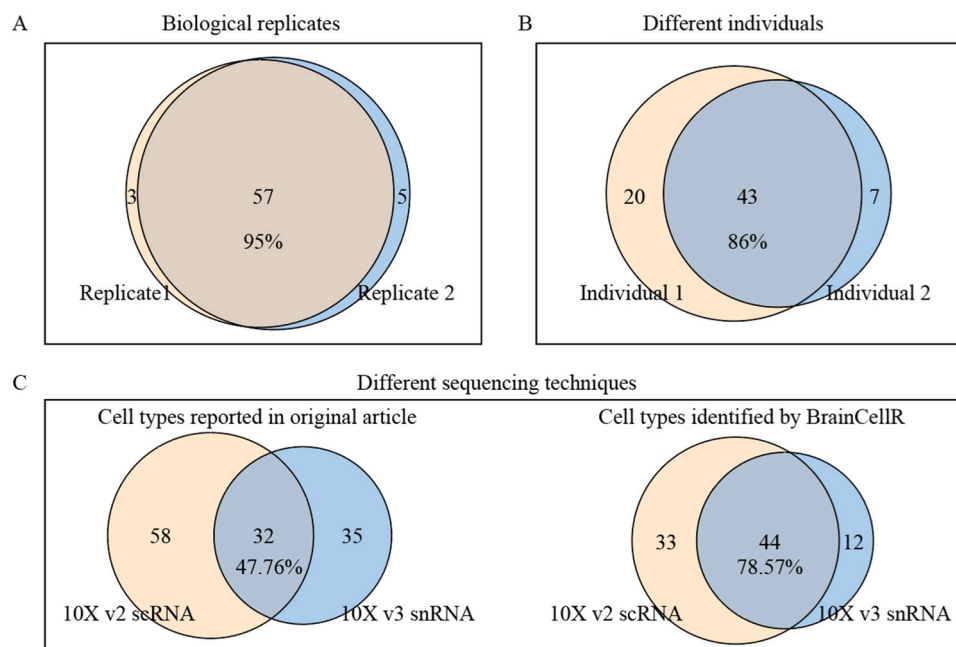 A
Biological replicates
3
57
5
95%
Replicate1
Replicate 2
B
Different individuals
20
43
7
86%
Individual 1
Individual 2
C
Different sequencing techniques
Cell types reported in original article
58
32
35
47.76%
10X v2 scRNA
10X v3 snRNA
Cell types identified by BrainCellR
33
44
12
78.57%
10X v2 scRNA
10X v3 snRNA